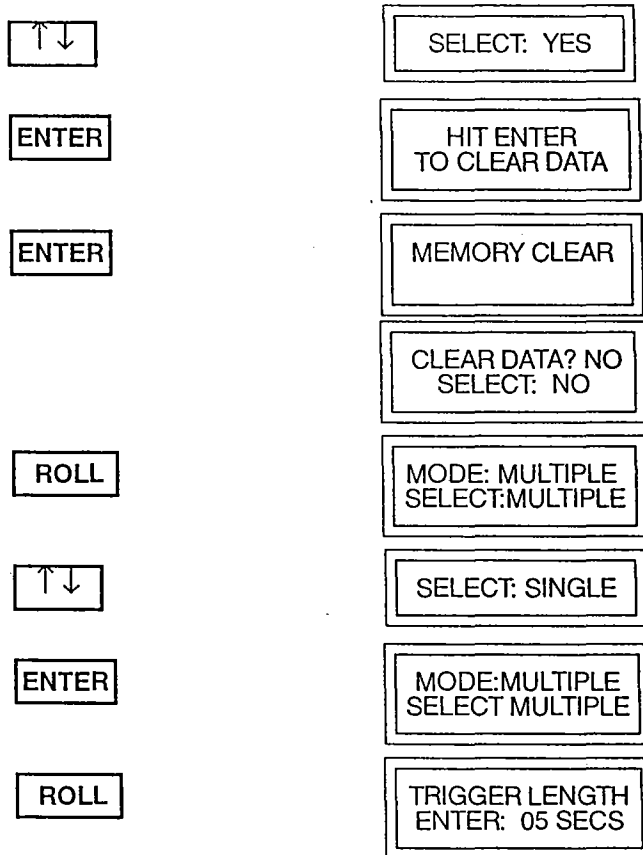 ↑↓
SELECT: YES
ENTER
HIT ENTER
TO CLEAR DATA
ENTER
MEMORY CLEAR
CLEAR DATA? NO
SELECT: NO
ROLL
MODE: MULTIPLE
SELECT:MULTIPLE
↑↓
SELECT: SINGLE
ENTER
MODE:MULTIPLE
SELECT MULTIPLE
ROLL
TRIGGER LENGTH
ENTER: 05 SECS